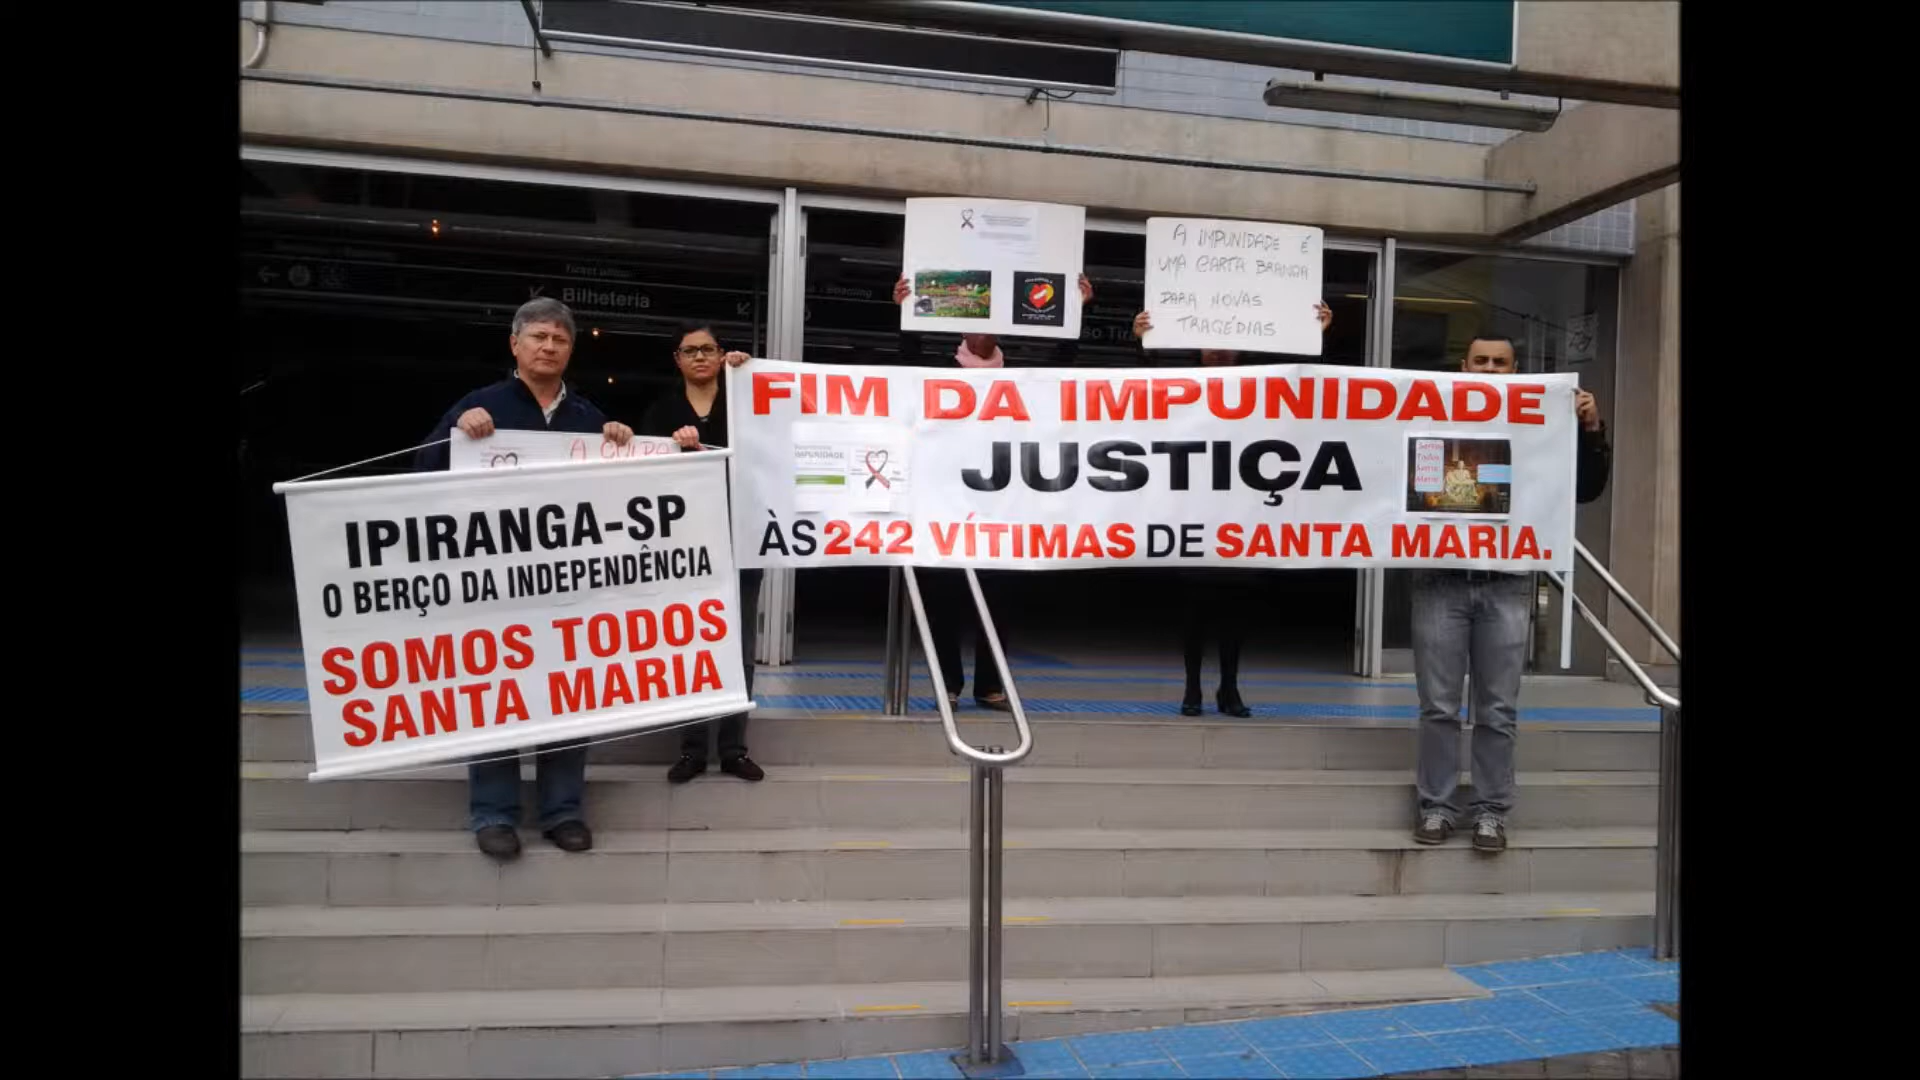 Bilheteria
A IMPUNIDADE É
UMA CARTA BRANCA
PARA NOVAS
TRAGÉDIAS
A CULPA
FIM DA IMPUNIDADE
JUSTIÇA
ÀS 242 VÍTIMAS DE SANTA MARIA.
IMPUNIDADE
IPIRANGA-SP
O BERÇO DA INDEPENDÊNCIA
SOMOS TODOS
SANTA MARIA